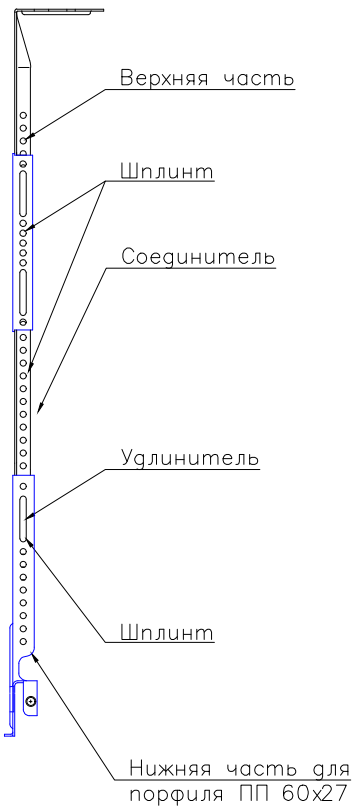 Верхняя часть
Шплинт
Соединитель
Удлинитель
Шплинт
Нижняя часть для
порфиля ПП 60х27